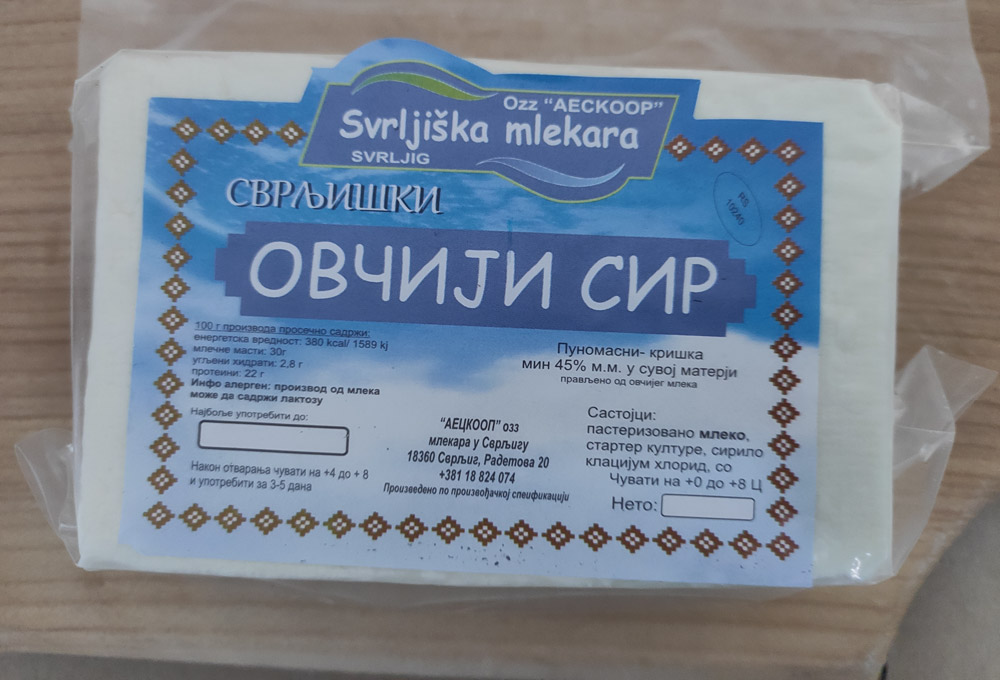 Ozz “AECKOOP”
Svrljiška mlekara
SVRLJIG
СВРЉИШКИ
RS
10240
ОВЧИЈИ СИР
100 г производа просечно садржи:
енергетска вредност: 380 kcal/ 1589 kj
млечне масти: 30г
угљени хидрати: 2,8 г
протеини: 22 г
Инфо алерген: производ од млека
може да садржи лактозу
Најбоље употребити до:
Након отварања чувати на +4 до + 8
и употребити за 3-5 дана
“АЕЦКООП” озз
млекара у Сврљигу
18360 Сврљиг, Радетова 20
+381 18 824 074
Произведено по произвођачкој спеификацији
Пуномасни- кришка
мин 45% м.м. у сувој матерји
прављено од овчијег млека
Састојци:
пастеризовано млеко,
стартер културе, сирило
клацијум хлорид, со
Чувати на +0 до +8 Ц
Нето: